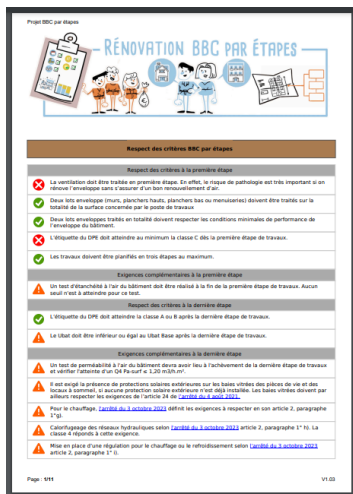 Projet BBC par étapes
RÉNOVATION BBC PAR ÉTAPES
Respect des critères BBC par étapes
Respect des critères à la première étape
La ventilation doit être traitée en première étape. En effet, le risque de pathologie est très important si on
rénove l'enveloppe sans s'assurer d'un bon renouvellement d'air.
Deux lots enveloppe (murs, planchers hauts, planchers bas ou menuiseries) doivent être traités sur la
totalité de la surface concernée par le poste de travaux
Deux lots enveloppes traités en totalité doivent respecter les conditions minimales de performance de
l'enveloppe du bâtiment.
L'étiquette du DPE doit atteindre au minimum la classe C dès la première étape de travaux.
Les travaux doivent être planifiés en trois étapes au maximum.
Exigences complémentaires à la première étape
Un test d'étanchéité à l'air du bâtiment doit être réalisé à la fin de la première étape de travaux. Aucun
seuil n'est à atteindre pour ce test.
Respect des critères à la dernière étape
L'étiquette du DPE doit atteindre la classe A ou B après la dernière étape de travaux.
Le Ubat doit être inférieur ou égal au Ubat Base après la dernière étape de travaux.
Exigences complémentaires à la dernière étape
Un test de perméabilité à l'air du bâtiment devra avoir lieu à l'achèvement de la dernière étape de travaux
et vérifier l'atteinte d'un Q4 Pa-surf ≤ 1,20 m3/h.m².
Il est exigé la présence de protections solaires extérieures sur les baies vitrées des pièces de vie et des
locaux à sommeil, si aucune protection solaire extérieure n'est déjà installée. Les baies vitrées doivent par
ailleurs respecter les exigences de l'article 24 de l'arrêté du 4 août 2021.
Pour le chauffage, l'arrêté du 3 octobre 2023 définit les exigences à respecter en son article 2, paragraphe
1°g).
Calorifugeage des réseaux hydrauliques selon l'arrêté du 3 octobre 2023 article 2, paragraphe 1° h). La
classe 4 réponds à cette exigence.
Mise en place d'une régulation pour le chauffage ou le refroidissement selon l'arrêté du 3 octobre 2023
article 2, paragraphe 1° i).
Page : 1/11
V1.03